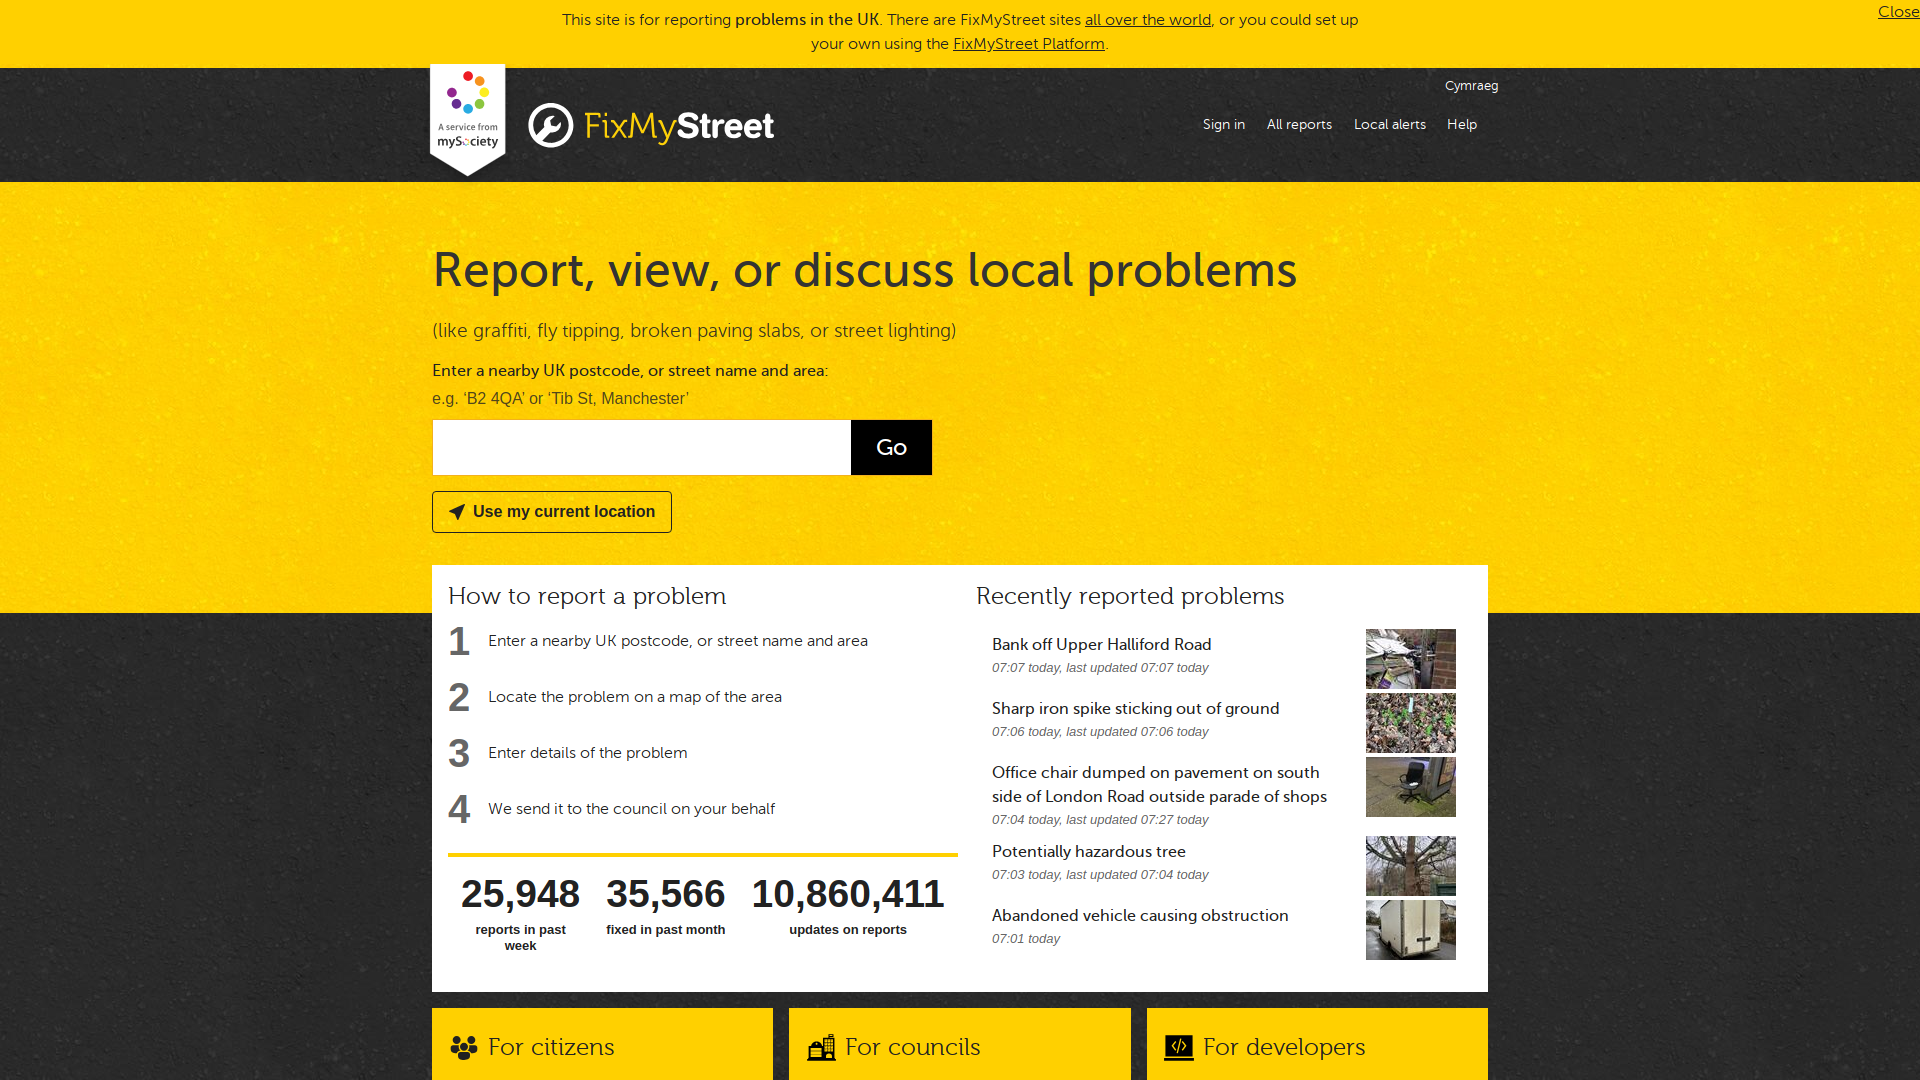 This site is for reporting problems in the UK. There are FixMyStreet sites all over the world, or you could set up
your own using the FixMyStreet Platform.
Close
Cymraeg
A service from
mySociety
FixMyStreet
Sign in
All reports
Local alerts
Help
Report, view, or discuss local problems
(like graffiti, fly tipping, broken paving slabs, or street lighting)
Enter a nearby UK postcode, or street name and area:
e.g. ‘B2 4QA’ or ‘Tib St, Manchester’
Go
Use my current location
How to report a problem
1 Enter a nearby UK postcode, or street name and area
2 Locate the problem on a map of the area
3 Enter details of the problem
4 We send it to the council on your behalf
25,948
reports in past
week
35,566
fixed in past month
10,860,411
updates on reports
Recently reported problems
Bank off Upper Halliford Road
07:07 today, last updated 07:07 today
Sharp iron spike sticking out of ground
07:06 today, last updated 07:06 today
Office chair dumped on pavement on south
side of London Road outside parade of shops
07:04 today, last updated 07:27 today
Potentially hazardous tree
07:03 today, last updated 07:04 today
Abandoned vehicle causing obstruction
07:01 today
For citizens
For councils
For developers